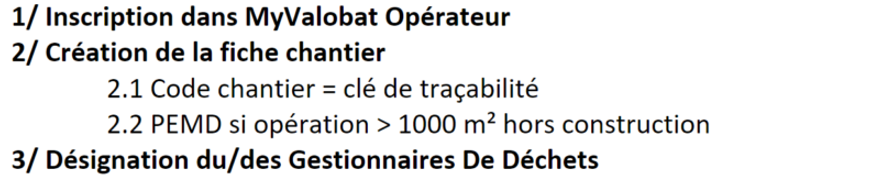 1/ Inscription dans MyValobat Opérateur
2/ Création de la fiche chantier
2.1 Code chantier = clé de traçabilité
2.2 PEMD si opération > 1000 m² hors construction
3/ Désignation du/des Gestionnaires De Déchets